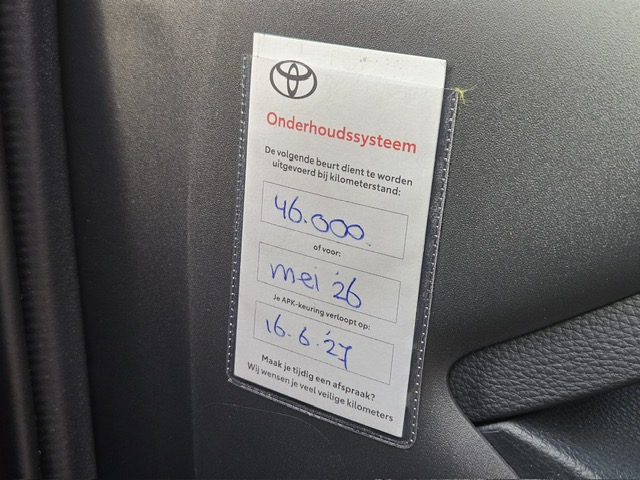 Onderhoudssysteem
De volgende beurt dient te worden
uitgevoerd bij kilometerstand:
46.000.
of voor:
mei '26
Je APK-keuring verloopt op:
16.6.'27
Maak je tijdig een afspraak?
Wij wensen je veel veilige kilometers